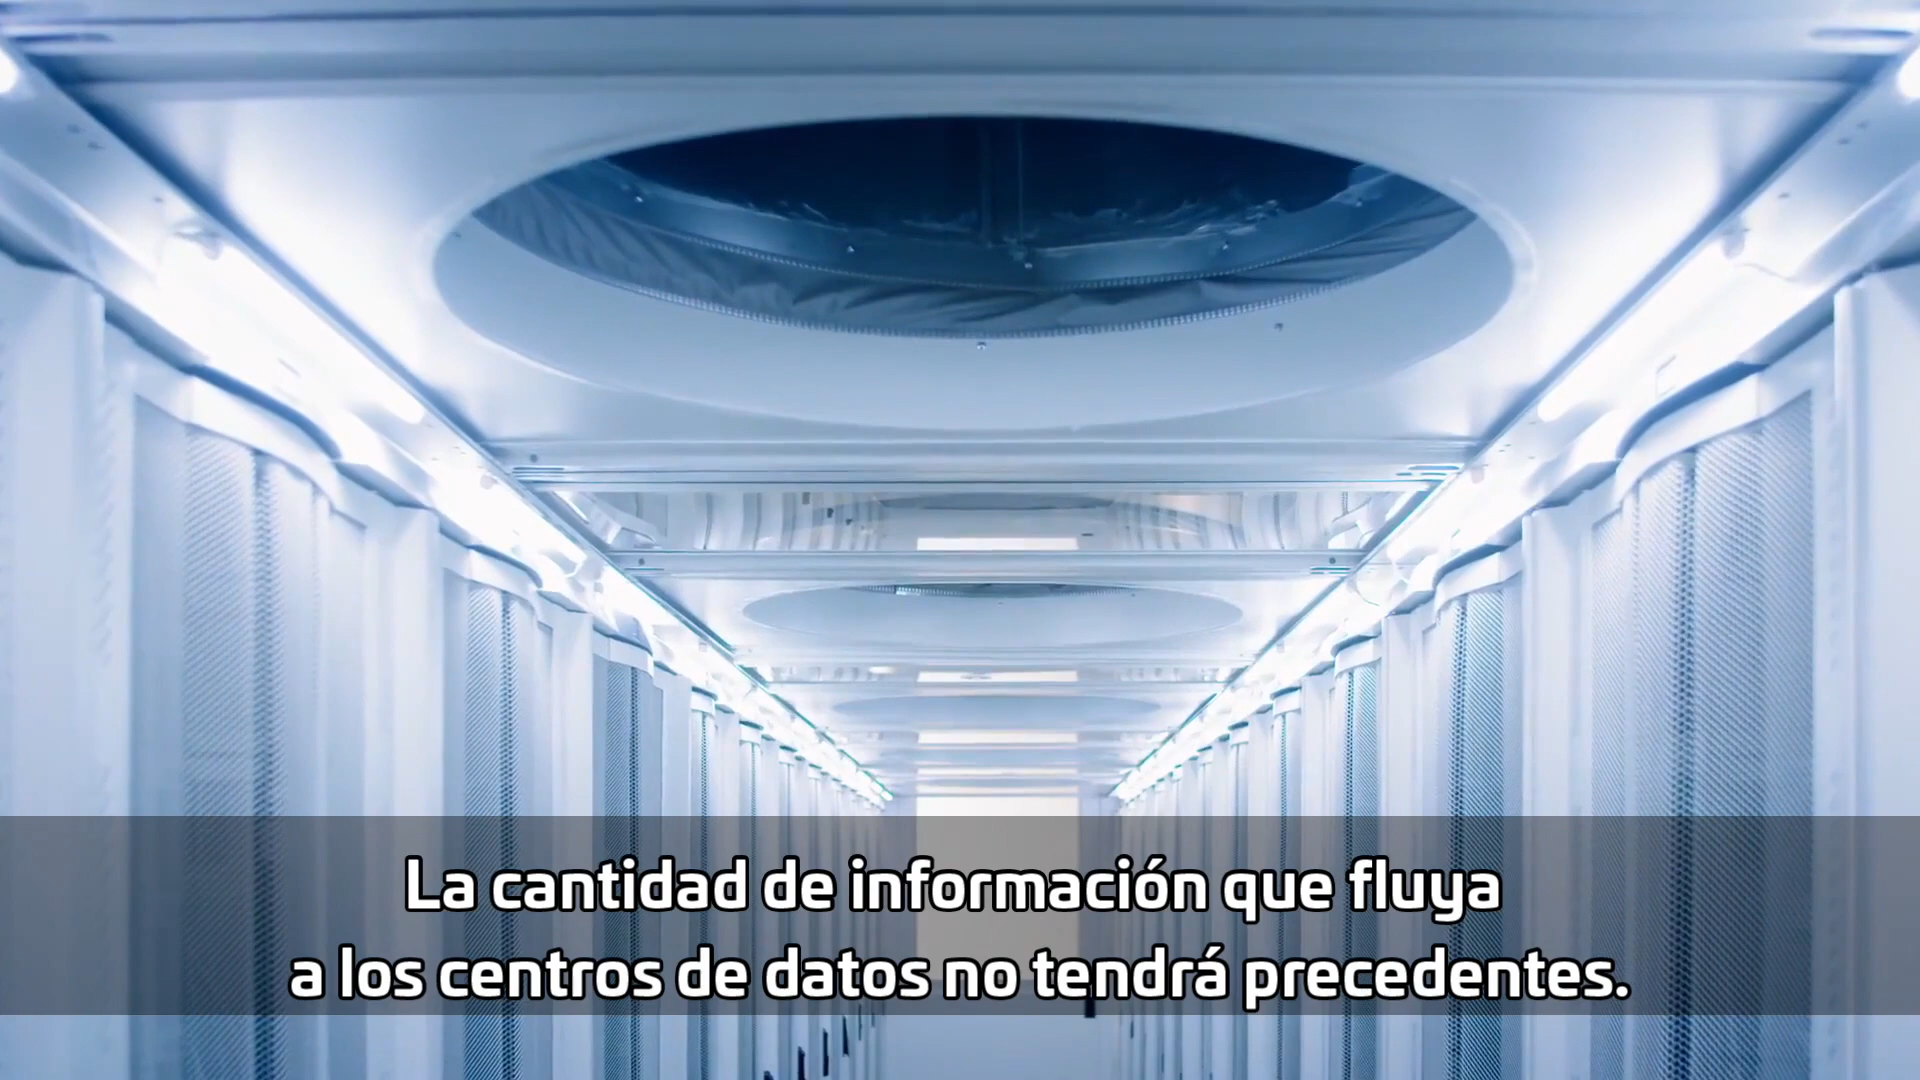 La cantidad de información que fluya
a los centros de datos no tendrá precedentes.